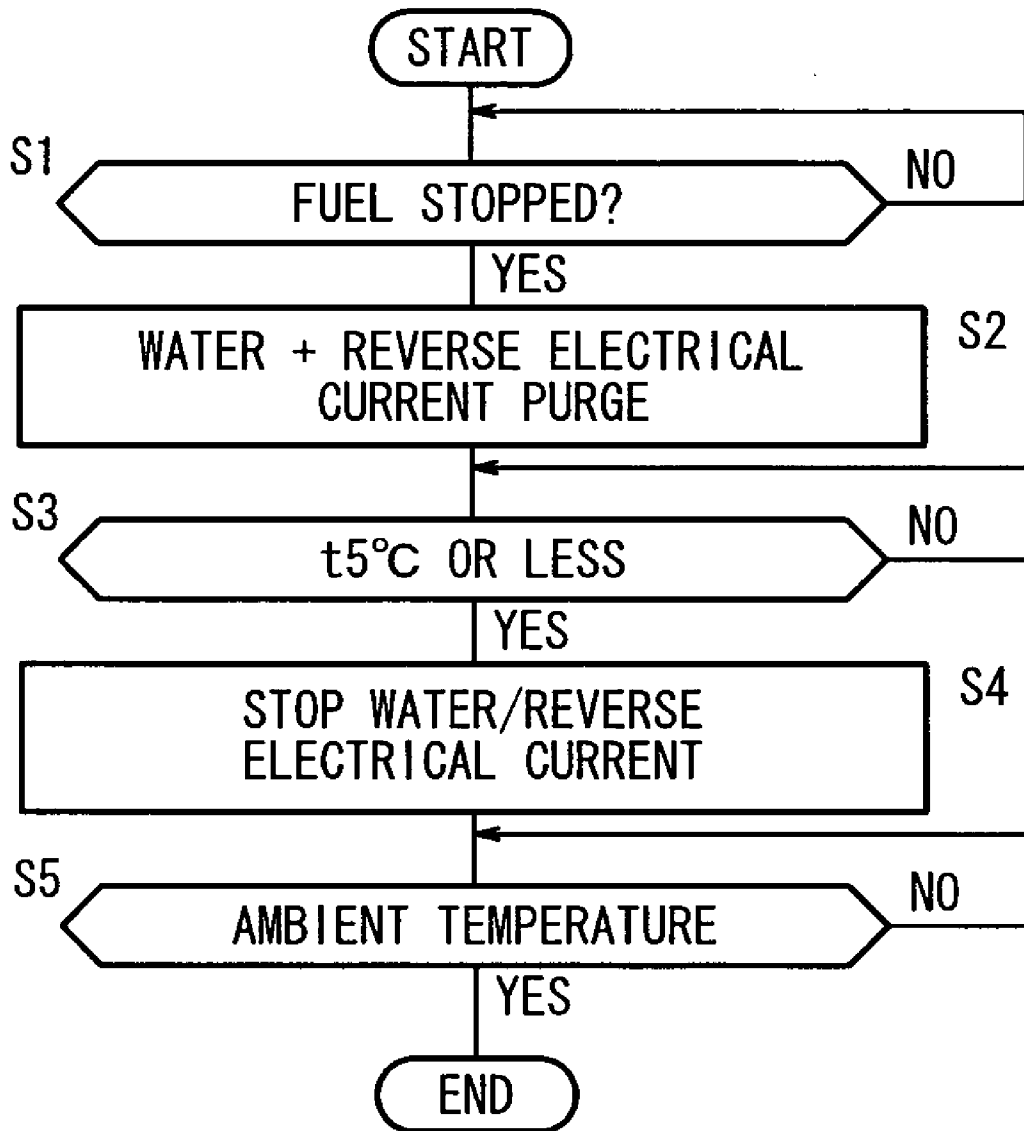 START
S1
FUEL STOPPED?
NO
YES
WATER + REVERSE ELECTRICAL
CURRENT PURGE
S2
S3
t5°C OR LESS
NO
YES
STOP WATER/REVERSE
ELECTRICAL CURRENT
S4
S5
AMBIENT TEMPERATURE
NO
YES
END